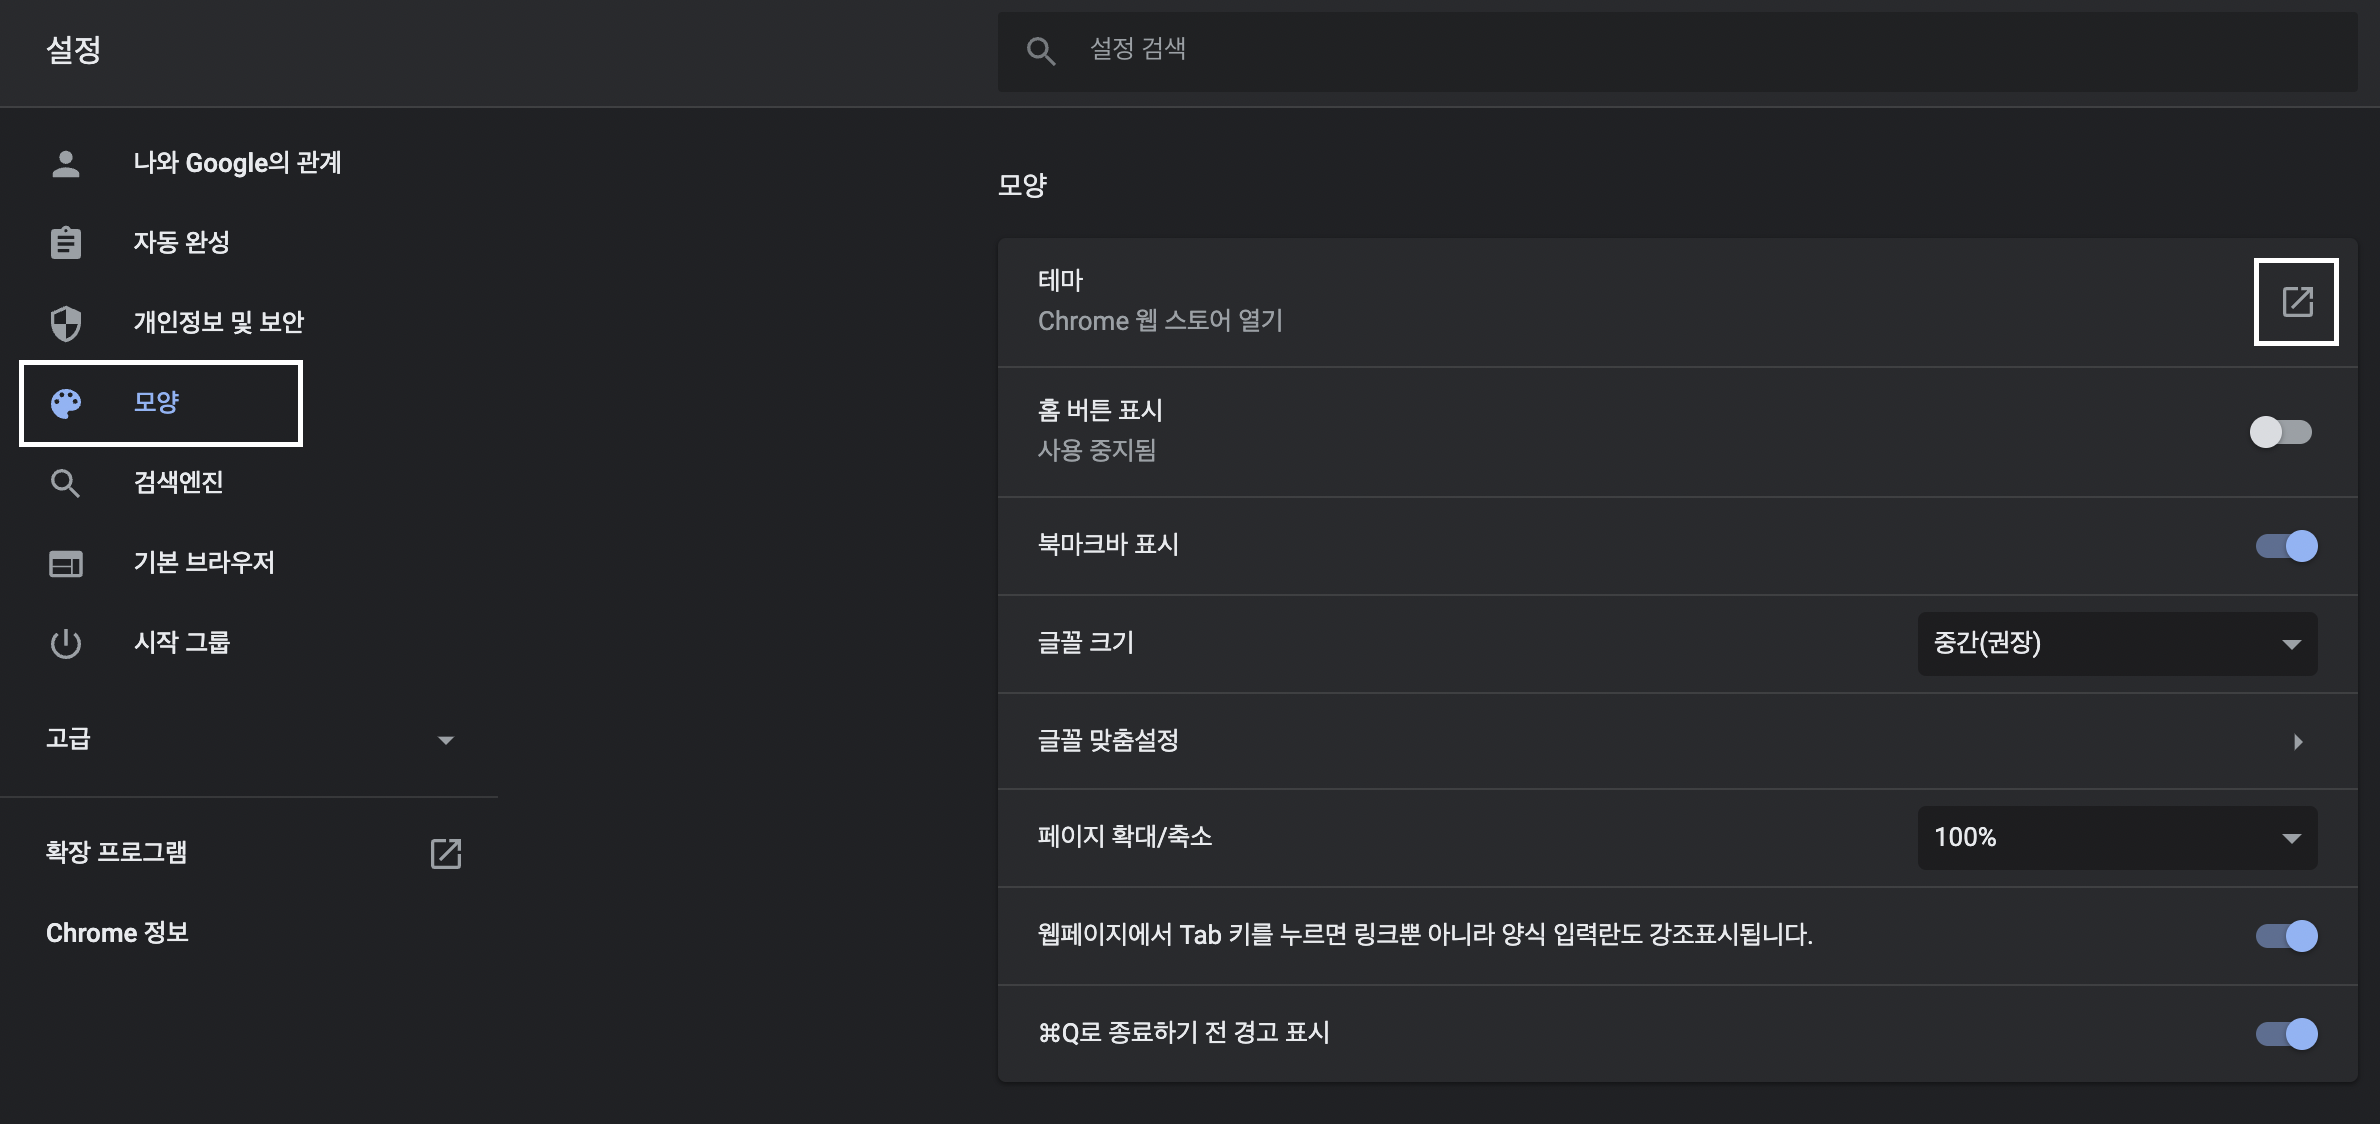 설정
설정 검색
나와 Google의 관계
자동 완성
개인정보 및 보안
모양
검색엔진
기본 브라우저
시작 그룹
고급
확장 프로그램
Chrome 정보
모양
테마
Chrome 웹 스토어 열기
홈 버튼 표시
사용 중지됨
북마크바 표시
글꼴 크기
중간(권장)
글꼴 맞춤설정
페이지 확대/축소
100%
웹페이지에서 Tab 키를 누르면 링크뿐 아니라 양식 입력란도 강조표시됩니다.
⌘Q로 종료하기 전 경고 표시